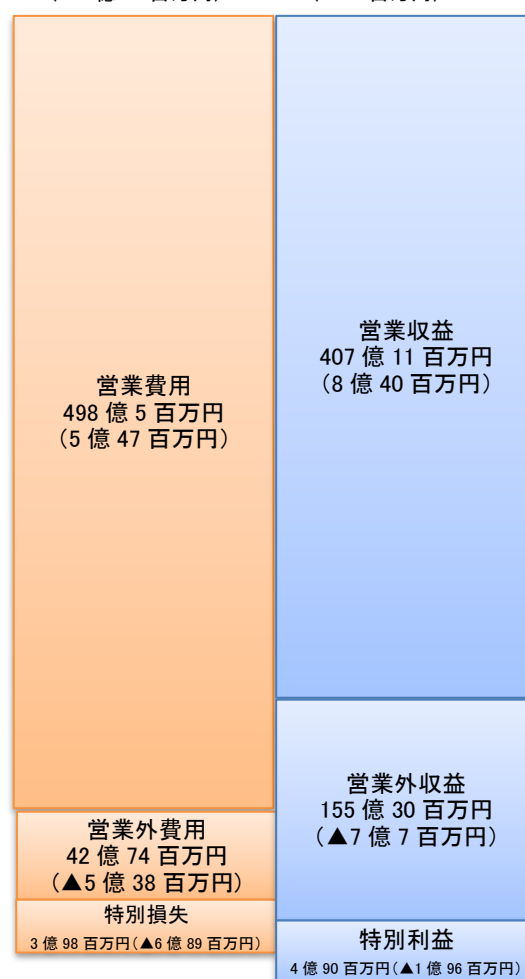 営業費用
498 億 5 百万円
（5 億 47 百万円）
営業外費用
42 億 74 百万円
（▲5 億 38 百万円）
特別損失
3 億 98 百万円（▲6 億 89 百万円）
営業収益
407 億 11 百万円
（8 億 40 百万円）
営業外収益
155 億 30 百万円
（▲7 億 7 百万円）
特別利益
4 億 90 百万円（▲1 億 96 百万円）